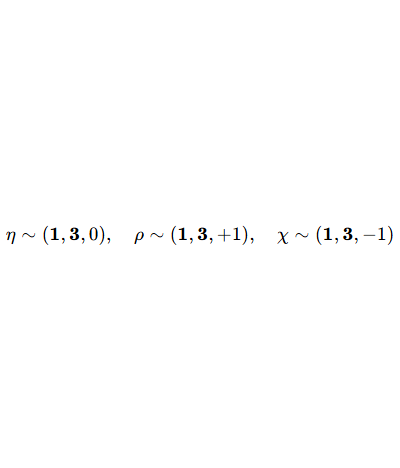 η ∼ (𝟏, 𝟑, 0), ρ ∼ (𝟏, 𝟑, +1), χ ∼ (𝟏, 𝟑, −1)